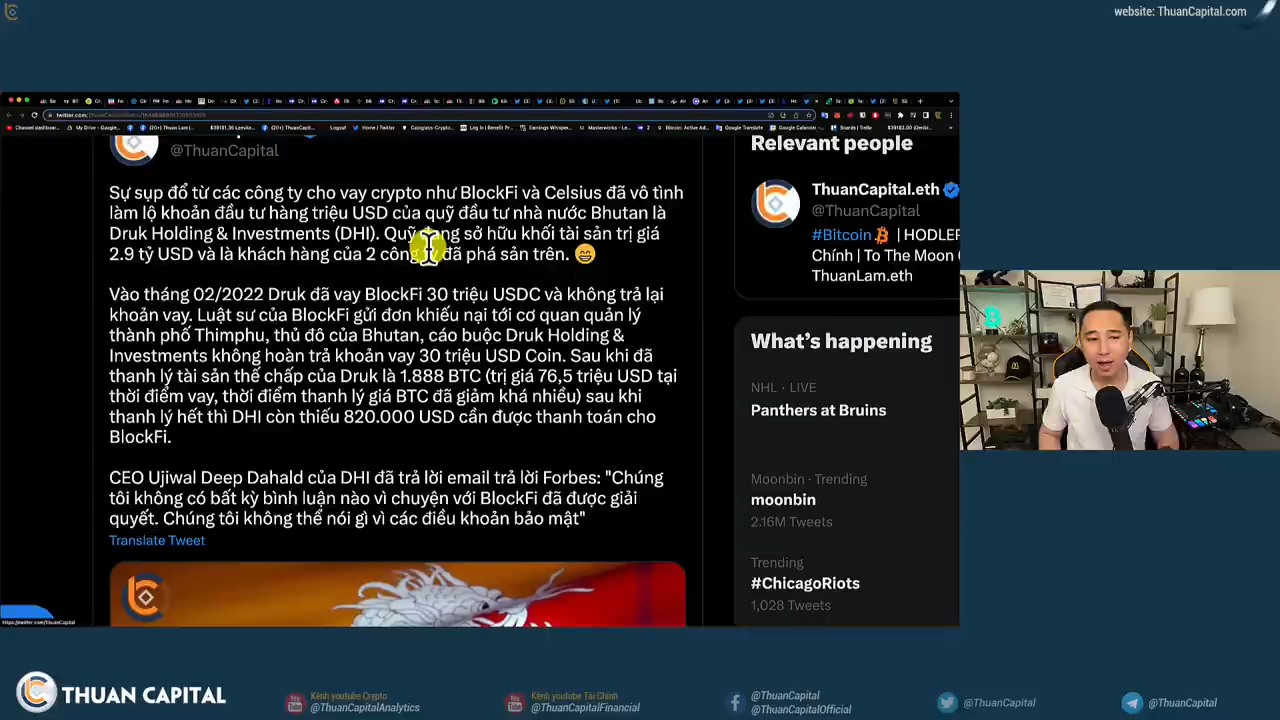 website: ThuanCapital.com
@ThuanCapital
Sự sụp đổ từ các công ty cho vay crypto như BlockFi và Celsius đã vô tình
làm lộ khoản đầu tư hàng triệu USD của quỹ đầu tư nhà nước Bhutan là
Druk Holding & Investments (DHI). Quỹ đang sở hữu khối tài sản trị giá
2.9 tỷ USD và là khách hàng của 2 công ty đã phá sản trên. 😁
Vào tháng 02/2022 Druk đã vay BlockFi 30 triệu USDC và không trả lại
khoản vay. Luật sư của BlockFi gửi đơn khiếu nại tới cơ quan quản lý
thành phố Thimphu, thủ đô của Bhutan, cáo buộc Druk Holding &
Investments không hoàn trả khoản vay 30 triệu USD Coin. Sau khi đã
thanh lý tài sản thế chấp của Druk là 1.888 BTC (trị giá 76,5 triệu USD tại
thời điểm vay, thời điểm thanh lý giá BTC đã giảm khá nhiều) sau khi
thanh lý hết thì DHI còn thiếu 820.000 USD cần được thanh toán cho
BlockFi.
CEO Ujiwal Deep Dahald của DHI đã trả lời email trả lời Forbes: "Chúng
tôi không có bất kỳ bình luận nào vì chuyện với BlockFi đã được giải
quyết. Chúng tôi không thể nói gì vì các điều khoản bảo mật"
Translate Tweet
Relevant people
ThuanCapital.eth
@ThuanCapital
#Bitcoin | HODLER
Chính | To The Moon
ThuanLam.eth
What's happening
NHL · LIVE
Panthers at Bruins
Moonbin · Trending
moonbin
2.16M Tweets
Trending
#ChicagoRiots
1,028 Tweets
THUAN CAPITAL
Kênh youtube Crypto
@ThuanCapitalAnalytics
Kênh youtube Tài Chính
@ThuanCapitalFinancial
@ThuanCapital
@ThuanCapitalOfficial
@ThuanCapital
@ThuanCapital